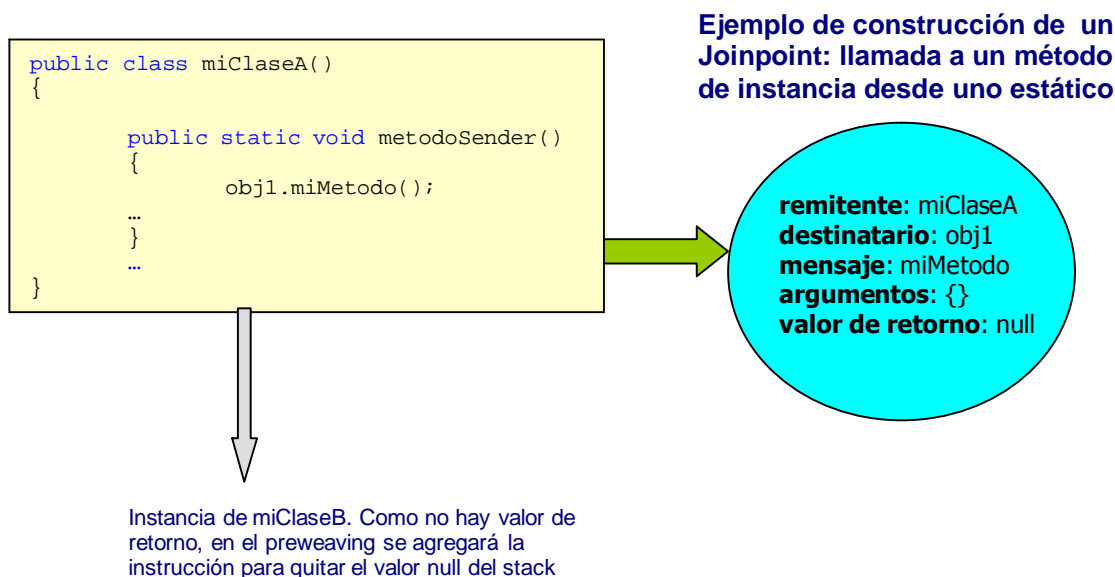 Ejemplo de construcción de un
Joinpoint: llamada a un método
de instancia desde uno estático
public class miClaseA()
{
public static void metodoSender()
{
obj1.miMetodo();
…
}
…
}
remitente: miClaseA
destinatario: obj1
mensaje: miMetodo
argumentos: {}
valor de retorno: null
Instancia de miClaseB. Como no hay valor de
retorno, en el preweaving se agregará la
instrucción para quitar el valor null del stack